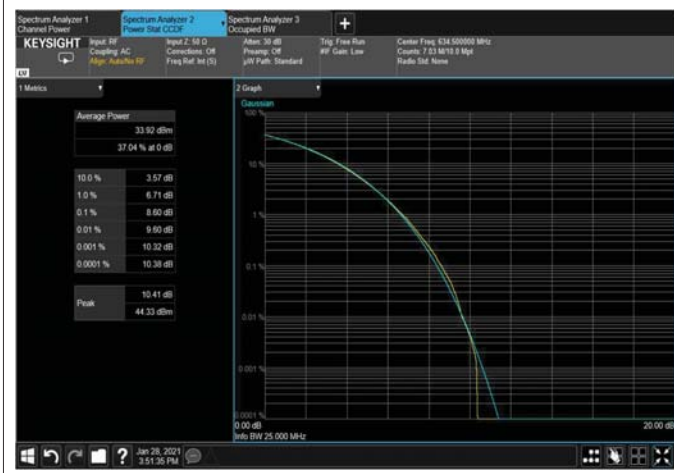 Spectrum Analyzer 1
Channel Power
Spectrum Analyzer 2
Power Stat CCDF
Spectrum Analyzer 3
Occupied BW
+
KEYSIGHT
Input: RF
Coupling: AC
Align: Auto/No RF
Input Z: 50 Ω
Corrections: Off
Freq Ref: Int (S)
Atten: 30 dB
Preamp: Off
µW Path: Standard
Trig: Free Run
#IF Gain: Low
Center Freq: 634.500000 MHz
Counts: 7.03 M/10.0 Mpt
Radio Std: None
LVI
1 Metrics
Average Power
33.92 dBm
37.04 % at 0 dB
10.0 % 3.57 dB
1.0 % 6.71 dB
0.1 % 8.60 dB
0.01 % 9.60 dB
0.001 % 10.32 dB
0.0001 % 10.38 dB
Peak
10.41 dB
44.33 dBm
2 Graph
Gaussian
100 %
10 %
1 %
0.1 %
0.01 %
0.001 %
0.0001 %
0.00 dB
20.00 dB
Info BW 25.000 MHz
?
Jan 28, 2021
3:51:35 PM